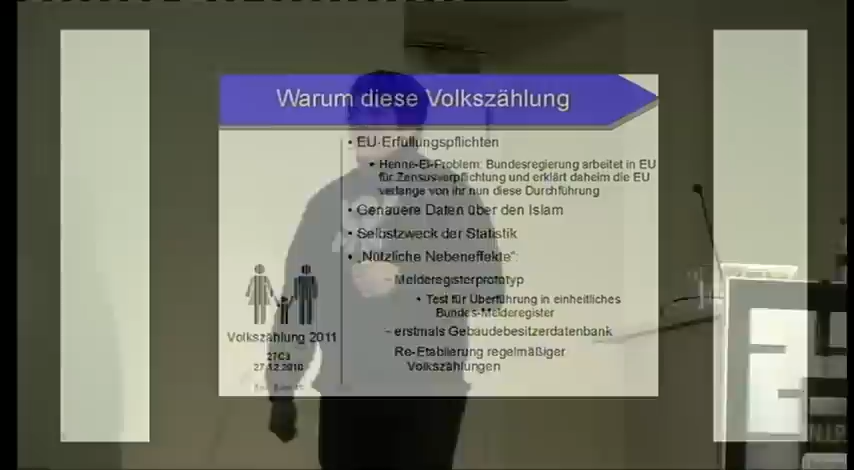 Warum diese Volkszählung
• EU-Erfüllungspflichten
• Henne-Ei-Problem: Bundesregierung arbeitet in EU
für Zensusverpflichtung und erklärt daheim die EU
verlange von ihr nun diese Durchführung
• Genauere Daten über den Islam
• Selbstzweck der Statistik
• „Nützliche Nebeneffekte“:
– Melderegisterprototyp
• Test für Überführung in einheitliches
Bundes-Melderegister
– erstmals Gebäudebesitzerdatenbank
Re-Etablierung regelmäßiger
Volkszählungen
Volkszählung 2011
27C3
27.12.2010